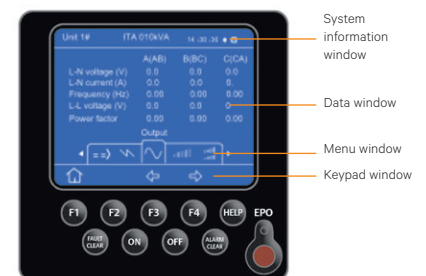 Unit 1# ITA 010kVA 14:30:36
A(AB) B(BC) C(CA)
L-N voltage (V) 0.0 0.0 0.0
L-N current (A) 0.0 0.0 0.
Frequency (Hz) 0.00 0.00 0.00
L-L voltage (V) 0.0 0.0 0
Power factor 0.00 0.00 0.00
Output
F1 F2 F3 F4 HELP EPO
FAULT CLEAR ON OFF ALARM CLEAR
System
information
window
Data window
Menu window
Keypad window